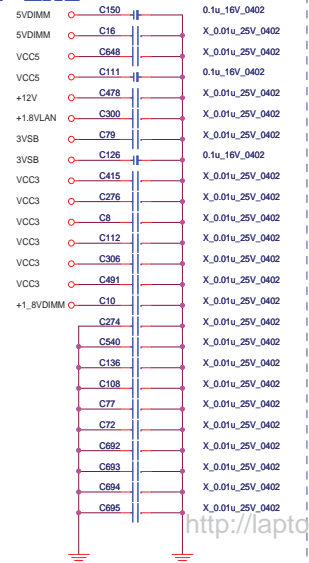 5VDIMM C150 0.1u_16V_0402
5VDIMM C16 X_0.01u_25V_0402
VCC5 C648 X_0.01u_25V_0402
VCC5 C111 0.1u_16V_0402
+12V C478 X_0.01u_25V_0402
+1.8VLAN C300 X_0.01u_25V_0402
3VSB C79 X_0.01u_25V_0402
3VSB C126 0.1u_16V_0402
VCC3 C415 X_0.01u_25V_0402
VCC3 C276 X_0.01u_25V_0402
VCC3 C8 X_0.01u_25V_0402
VCC3 C112 X_0.01u_25V_0402
VCC3 C306 X_0.01u_25V_0402
VCC3 C491 X_0.01u_25V_0402
+1_8VDIMM C10 X_0.01u_25V_0402
C274 X_0.01u_25V_0402
C540 X_0.01u_25V_0402
C136 X_0.01u_25V_0402
C108 X_0.01u_25V_0402
C77 X_0.01u_25V_0402
C72 X_0.01u_25V_0402
C692 X_0.01u_25V_0402
C693 X_0.01u_25V_0402
C694 X_0.01u_25V_0402
C695 X_0.01u_25V_0402
http://lapto